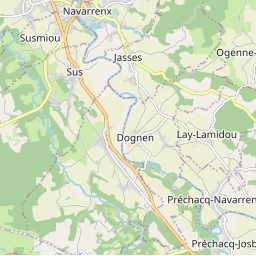 Navarrenx
Susmiou
Jasses
Ogenne-
Sus
Dognen
Lay-Lamidou
Préchacq-Navarren
Préchacq-Josb